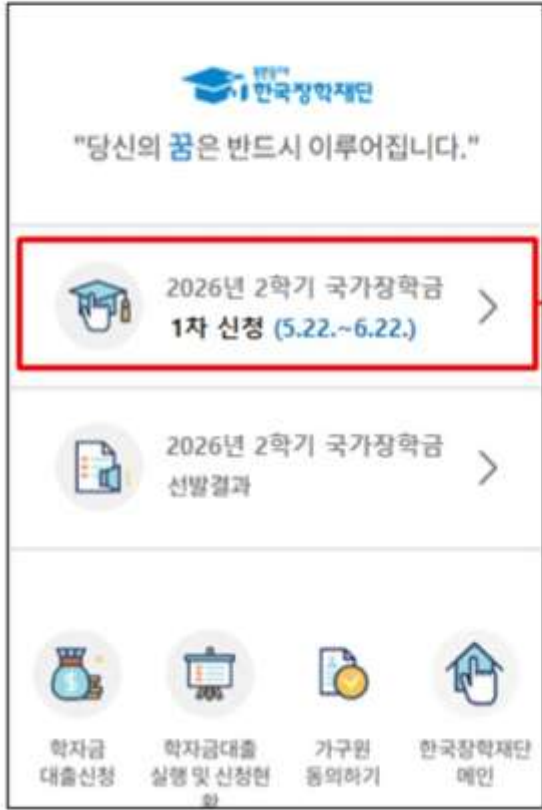 한국장학재단
"당신의 꿈은 반드시 이루어집니다."
2026년 2학기 국가장학금
1차 신청 (5.22.~6.22.)
2026년 2학기 국가장학금
선발결과
학자금
대출신청
학자금대출
실행 및 신청현
황
가구원
동의하기
한국장학재단
메인